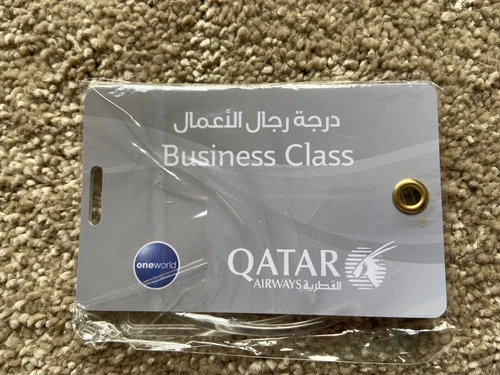 درجة رجال الأعمال
Business Class
oneworld
QATAR
AIRWAYS القطرية